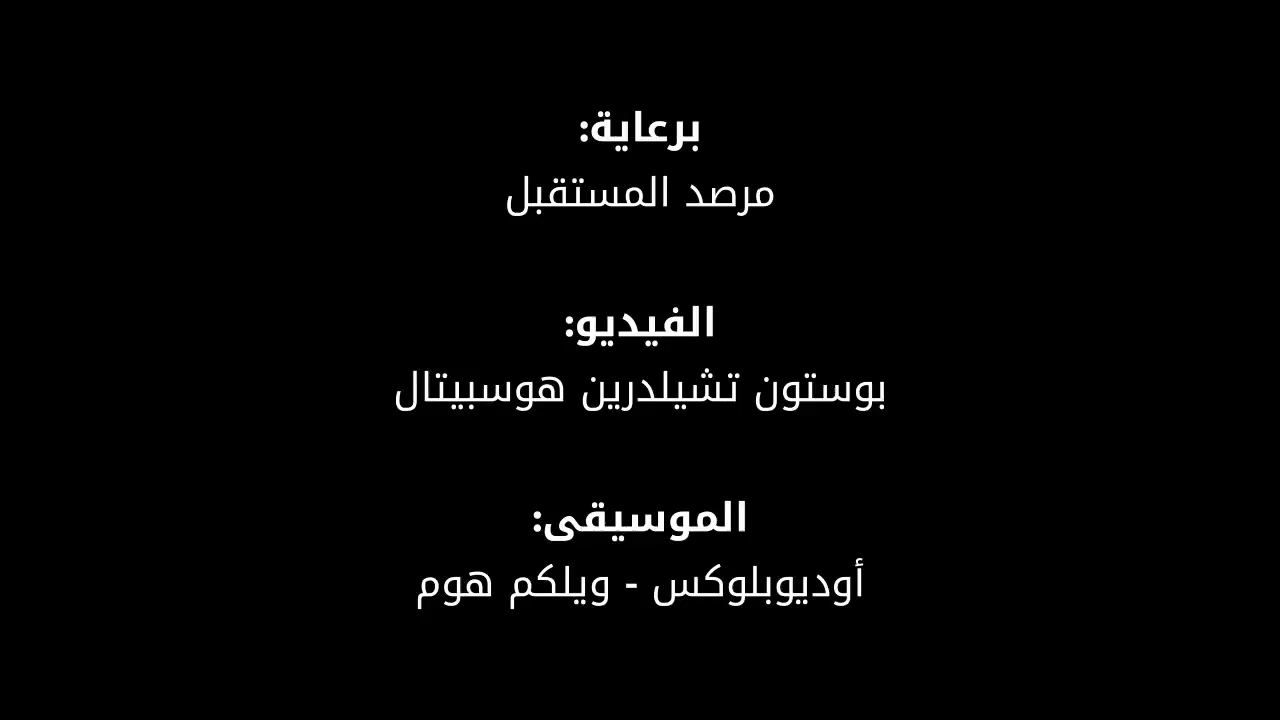 برعاية:
مرصد المستقبل
الفيديو:
بوستون تشيلدرين هوسبيتال
الموسيقى:
أوديوبلوكس - ويلكم هوم